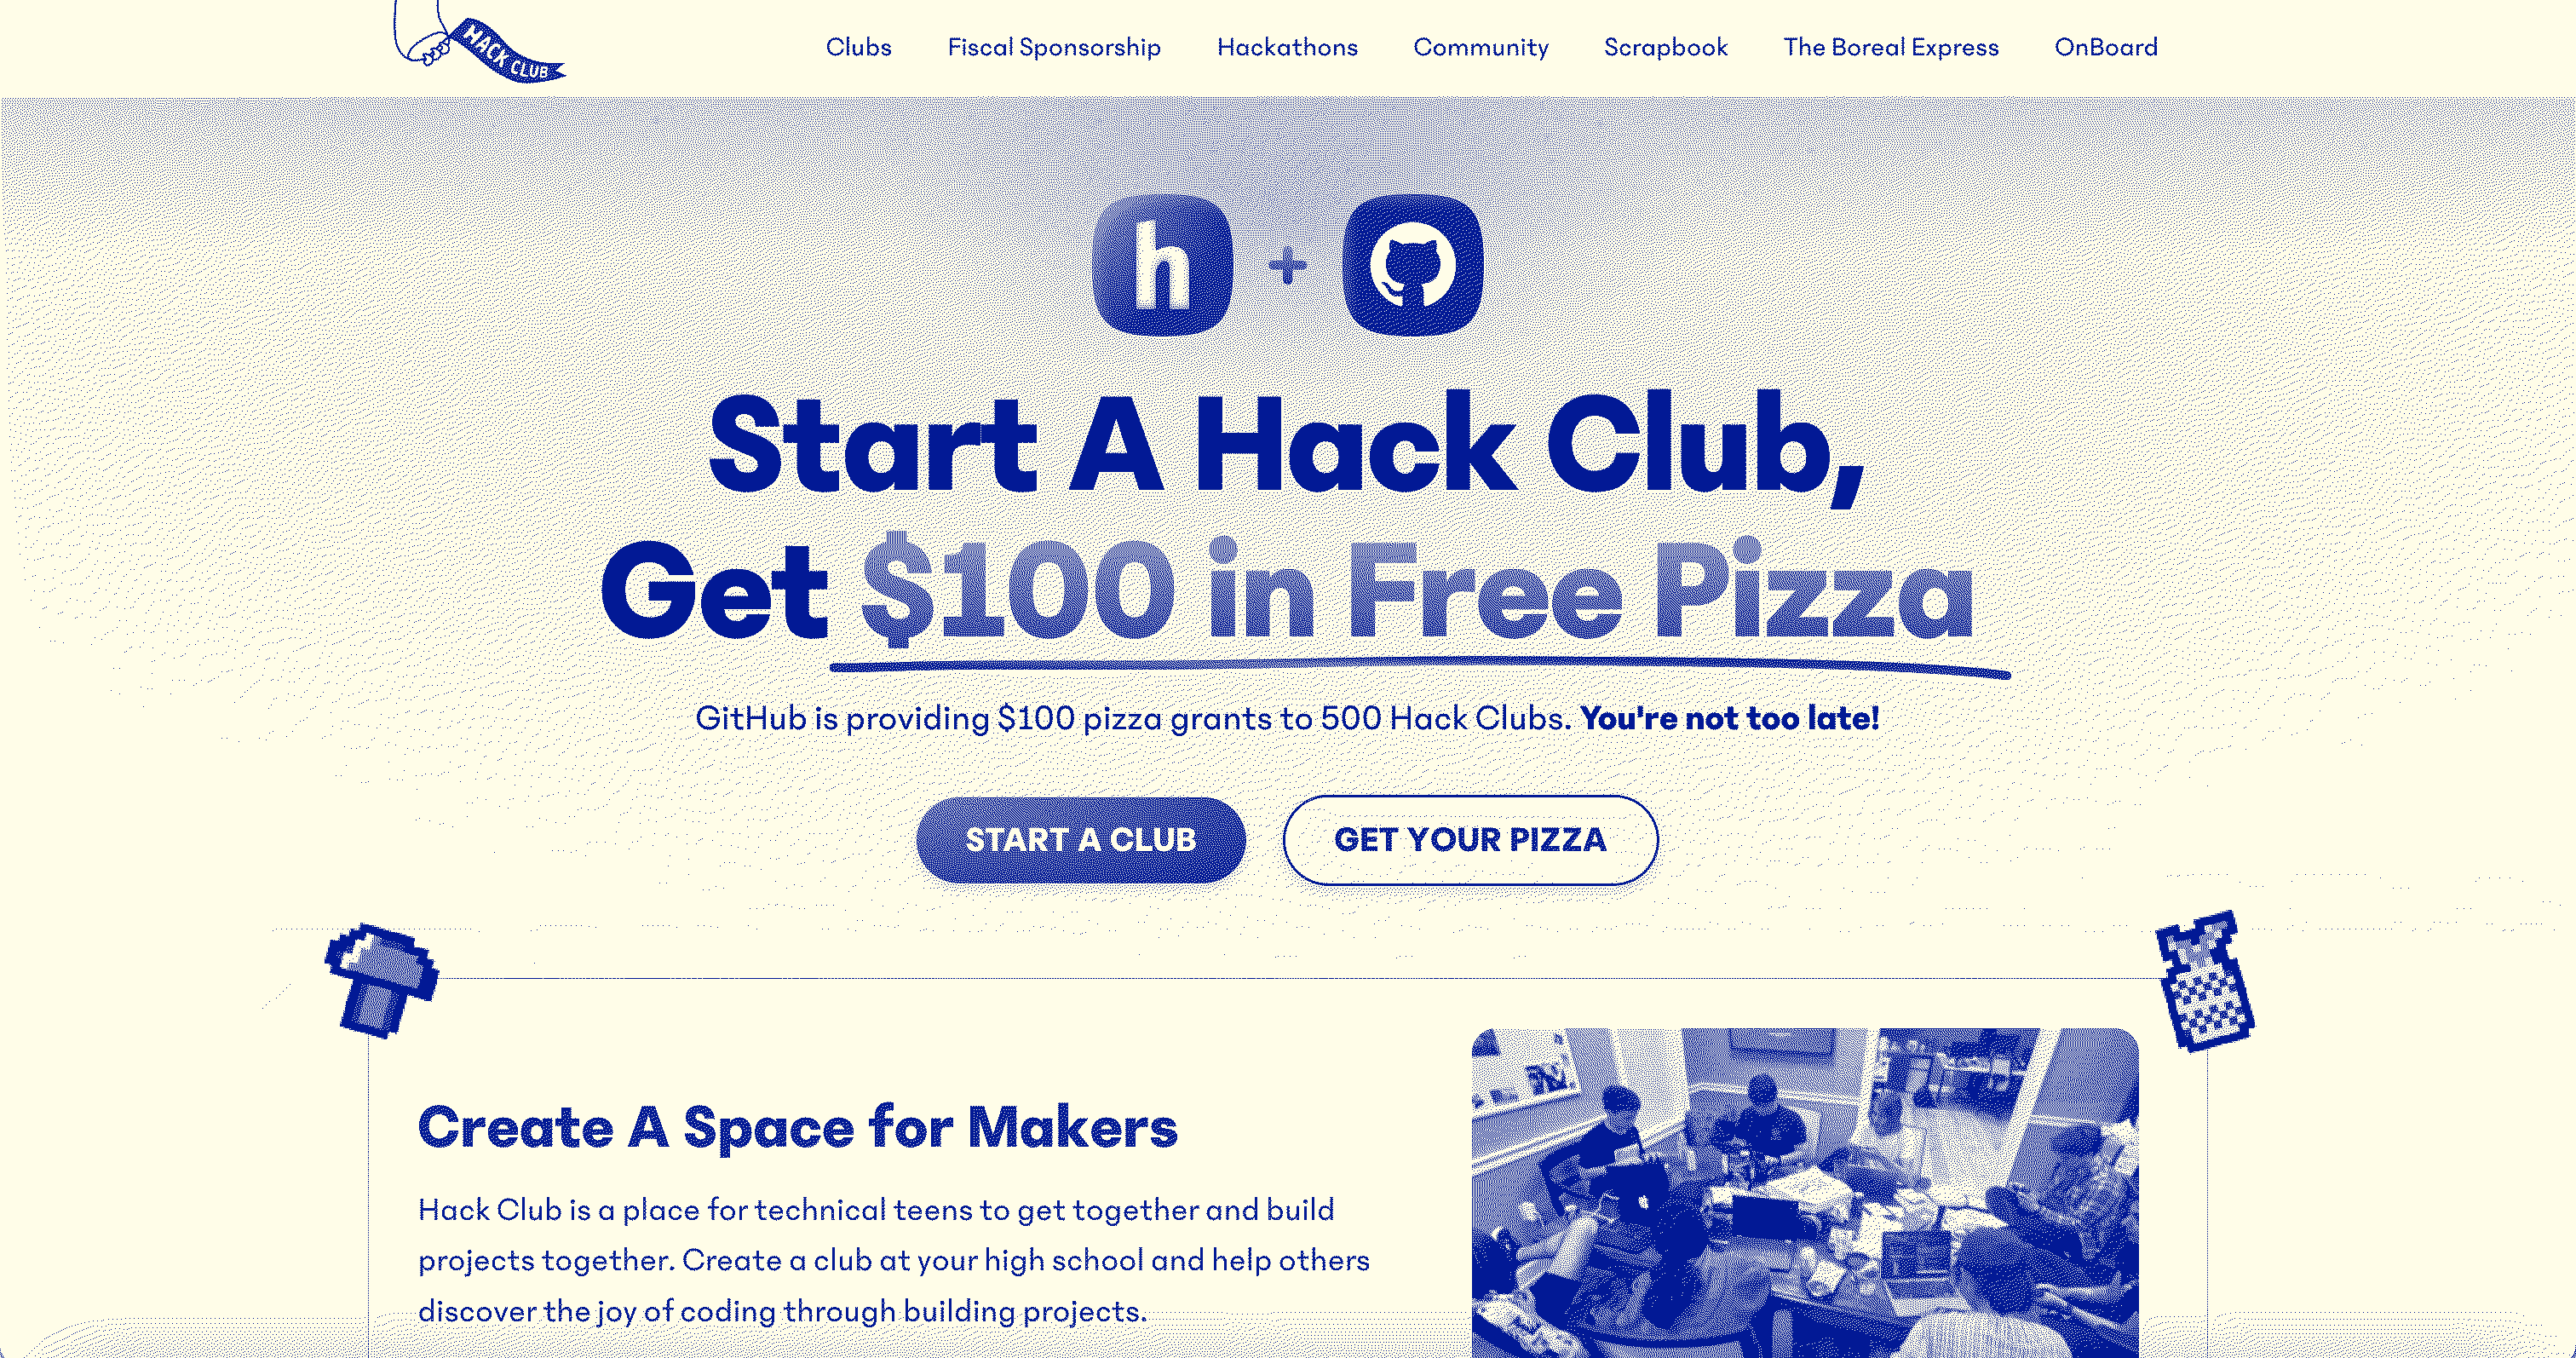 HACK CLUB
Clubs
Fiscal Sponsorship
Hackathons
Community
Scrapbook
The Boreal Express
OnBoard
h
+
Start A Hack Club,
Get $100 in Free Pizza
GitHub is providing $100 pizza grants to 500 Hack Clubs. You're not too late!
START A CLUB
GET YOUR PIZZA
Create A Space for Makers
Hack Club is a place for technical teens to get together and build
projects together. Create a club at your high school and help others
discover the joy of coding through building projects.